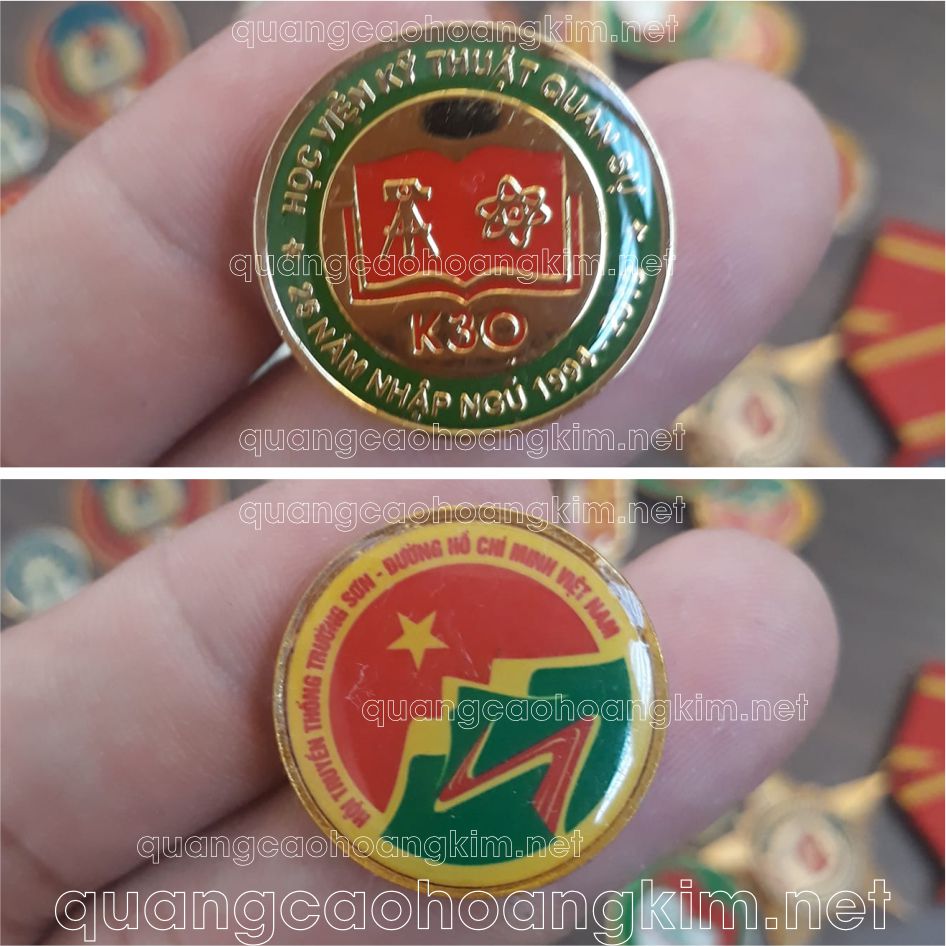 quangcaohoangkim.net
HỌC VIỆN KỸ THUẬT QUÂN SỰ
quangcaohoangkim.net
K30
25 NĂM NHẬP NGŨ 1994 -
quangcaohoangkim.net
quangcaohoangkim.net
HỘI TRUYỀN THỐNG TRƯỜNG SƠN - ĐƯỜNG HỒ CHÍ MINH VIỆT NAM
quangcaohoangkim.net
quangcaohoangkim.net
quangcaohoangkim.net